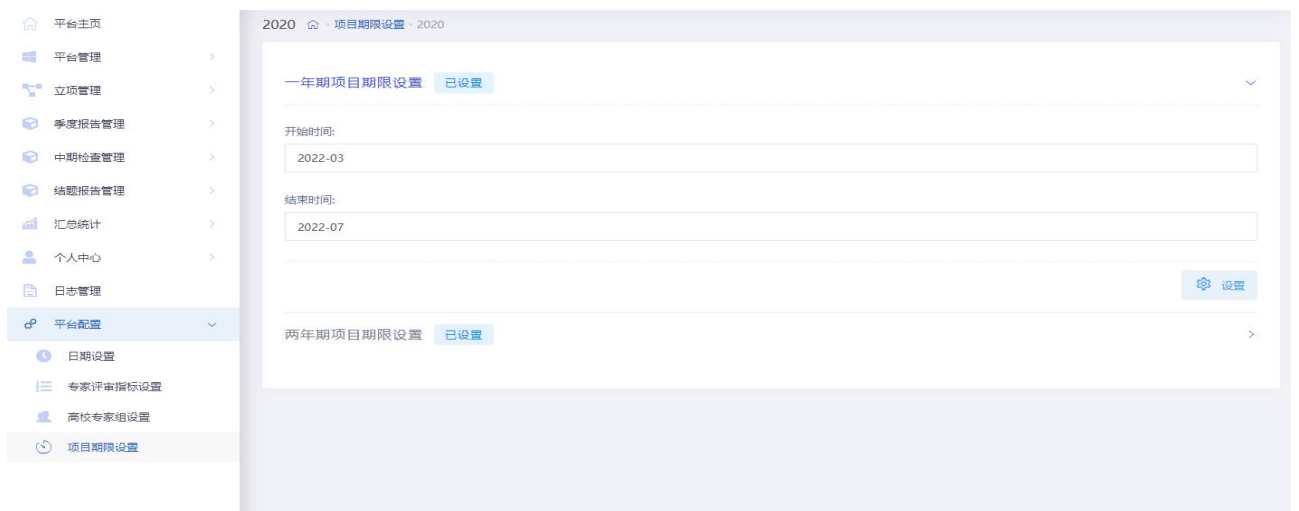 平台主页
平台管理
立项管理
季度报告管理
中期检查管理
结题报告管理
汇总统计
个人中心
日志管理
平台配置
日期设置
专家评审指标设置
高校专家组设置
项目期限设置
2020 - 项目期限设置 - 2020
一年期项目期限设置 已设置
开始时间:
2022-03
结束时间:
2022-07
设置
两年期项目期限设置 已设置